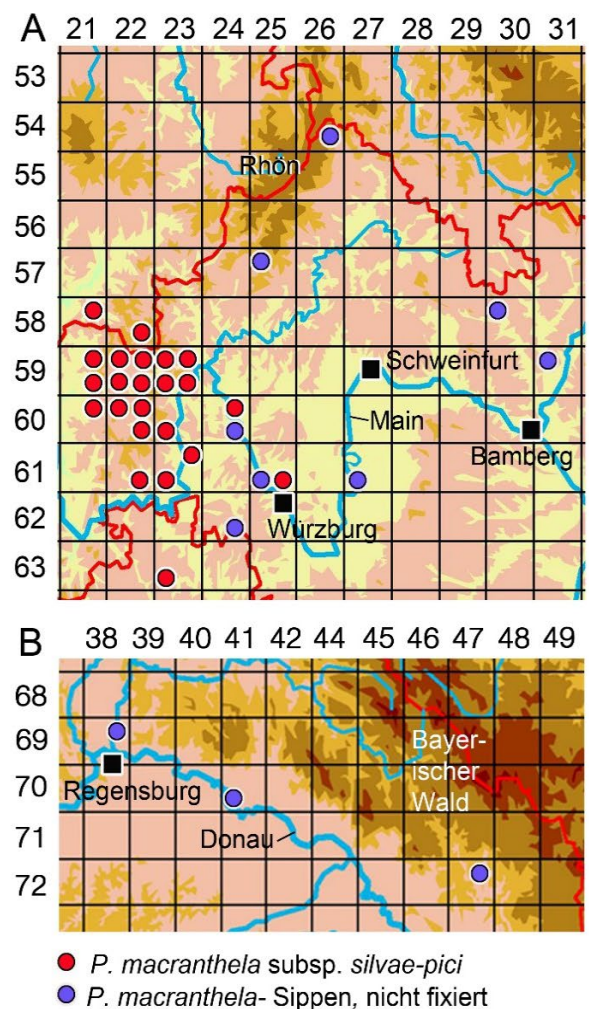 A
21 22 23 24 25 26 27 28 29 30 31
53
54
Rhön
55
56
57
58
59
Schweinfurt
60
Main
Bamberg
61
Würzburg
62
63
B
38 39 40 41 42 44 45 46 47 48 49
68
69
Bayer-
ischer
Wald
70
Regensburg
71
Donau
72
P. macranthela subsp. silvae-pici
P. macranthela- Sippen, nicht fixiert